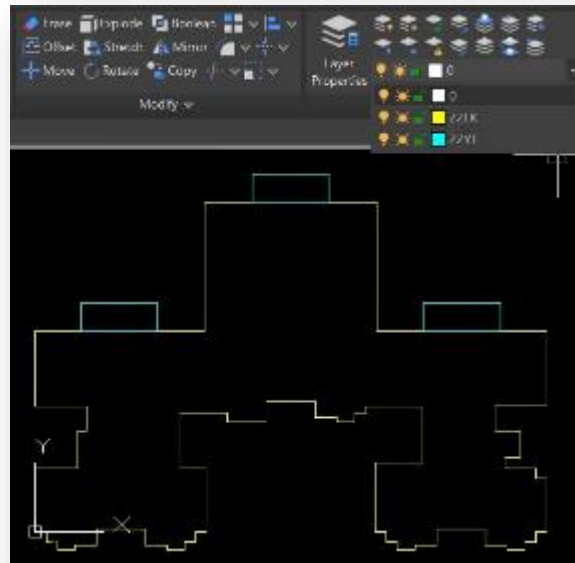 Erase Explode Boolean
Offset Stretch Mirror
Move Rotate Copy
Modify
Layer
Properties
0
0
Y
X